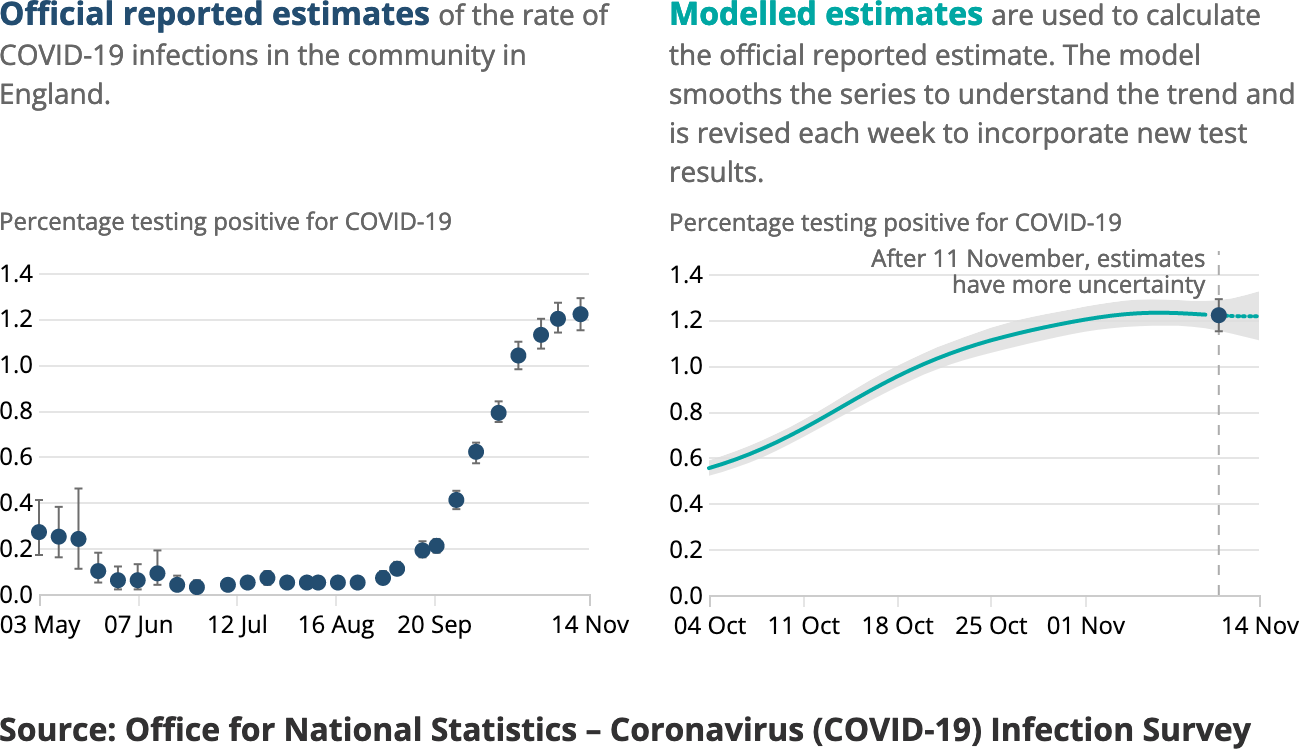 Official reported estimates of the rate of
COVID-19 infections in the community in
England.
Percentage testing positive for COVID-19
1.4
1.2
1.0
0.8
0.6
0.4
0.2
0.0
03 May 07 Jun 12 Jul 16 Aug 20 Sep 14 Nov
Modelled estimates are used to calculate
the official reported estimate. The model
smooths the series to understand the trend and
is revised each week to incorporate new test
results.
Percentage testing positive for COVID-19
After 11 November, estimates
have more uncertainty
1.4
1.2
1.0
0.8
0.6
0.4
0.2
0.0
04 Oct 11 Oct 18 Oct 25 Oct 01 Nov 14 Nov
Source: Office for National Statistics – Coronavirus (COVID-19) Infection Survey